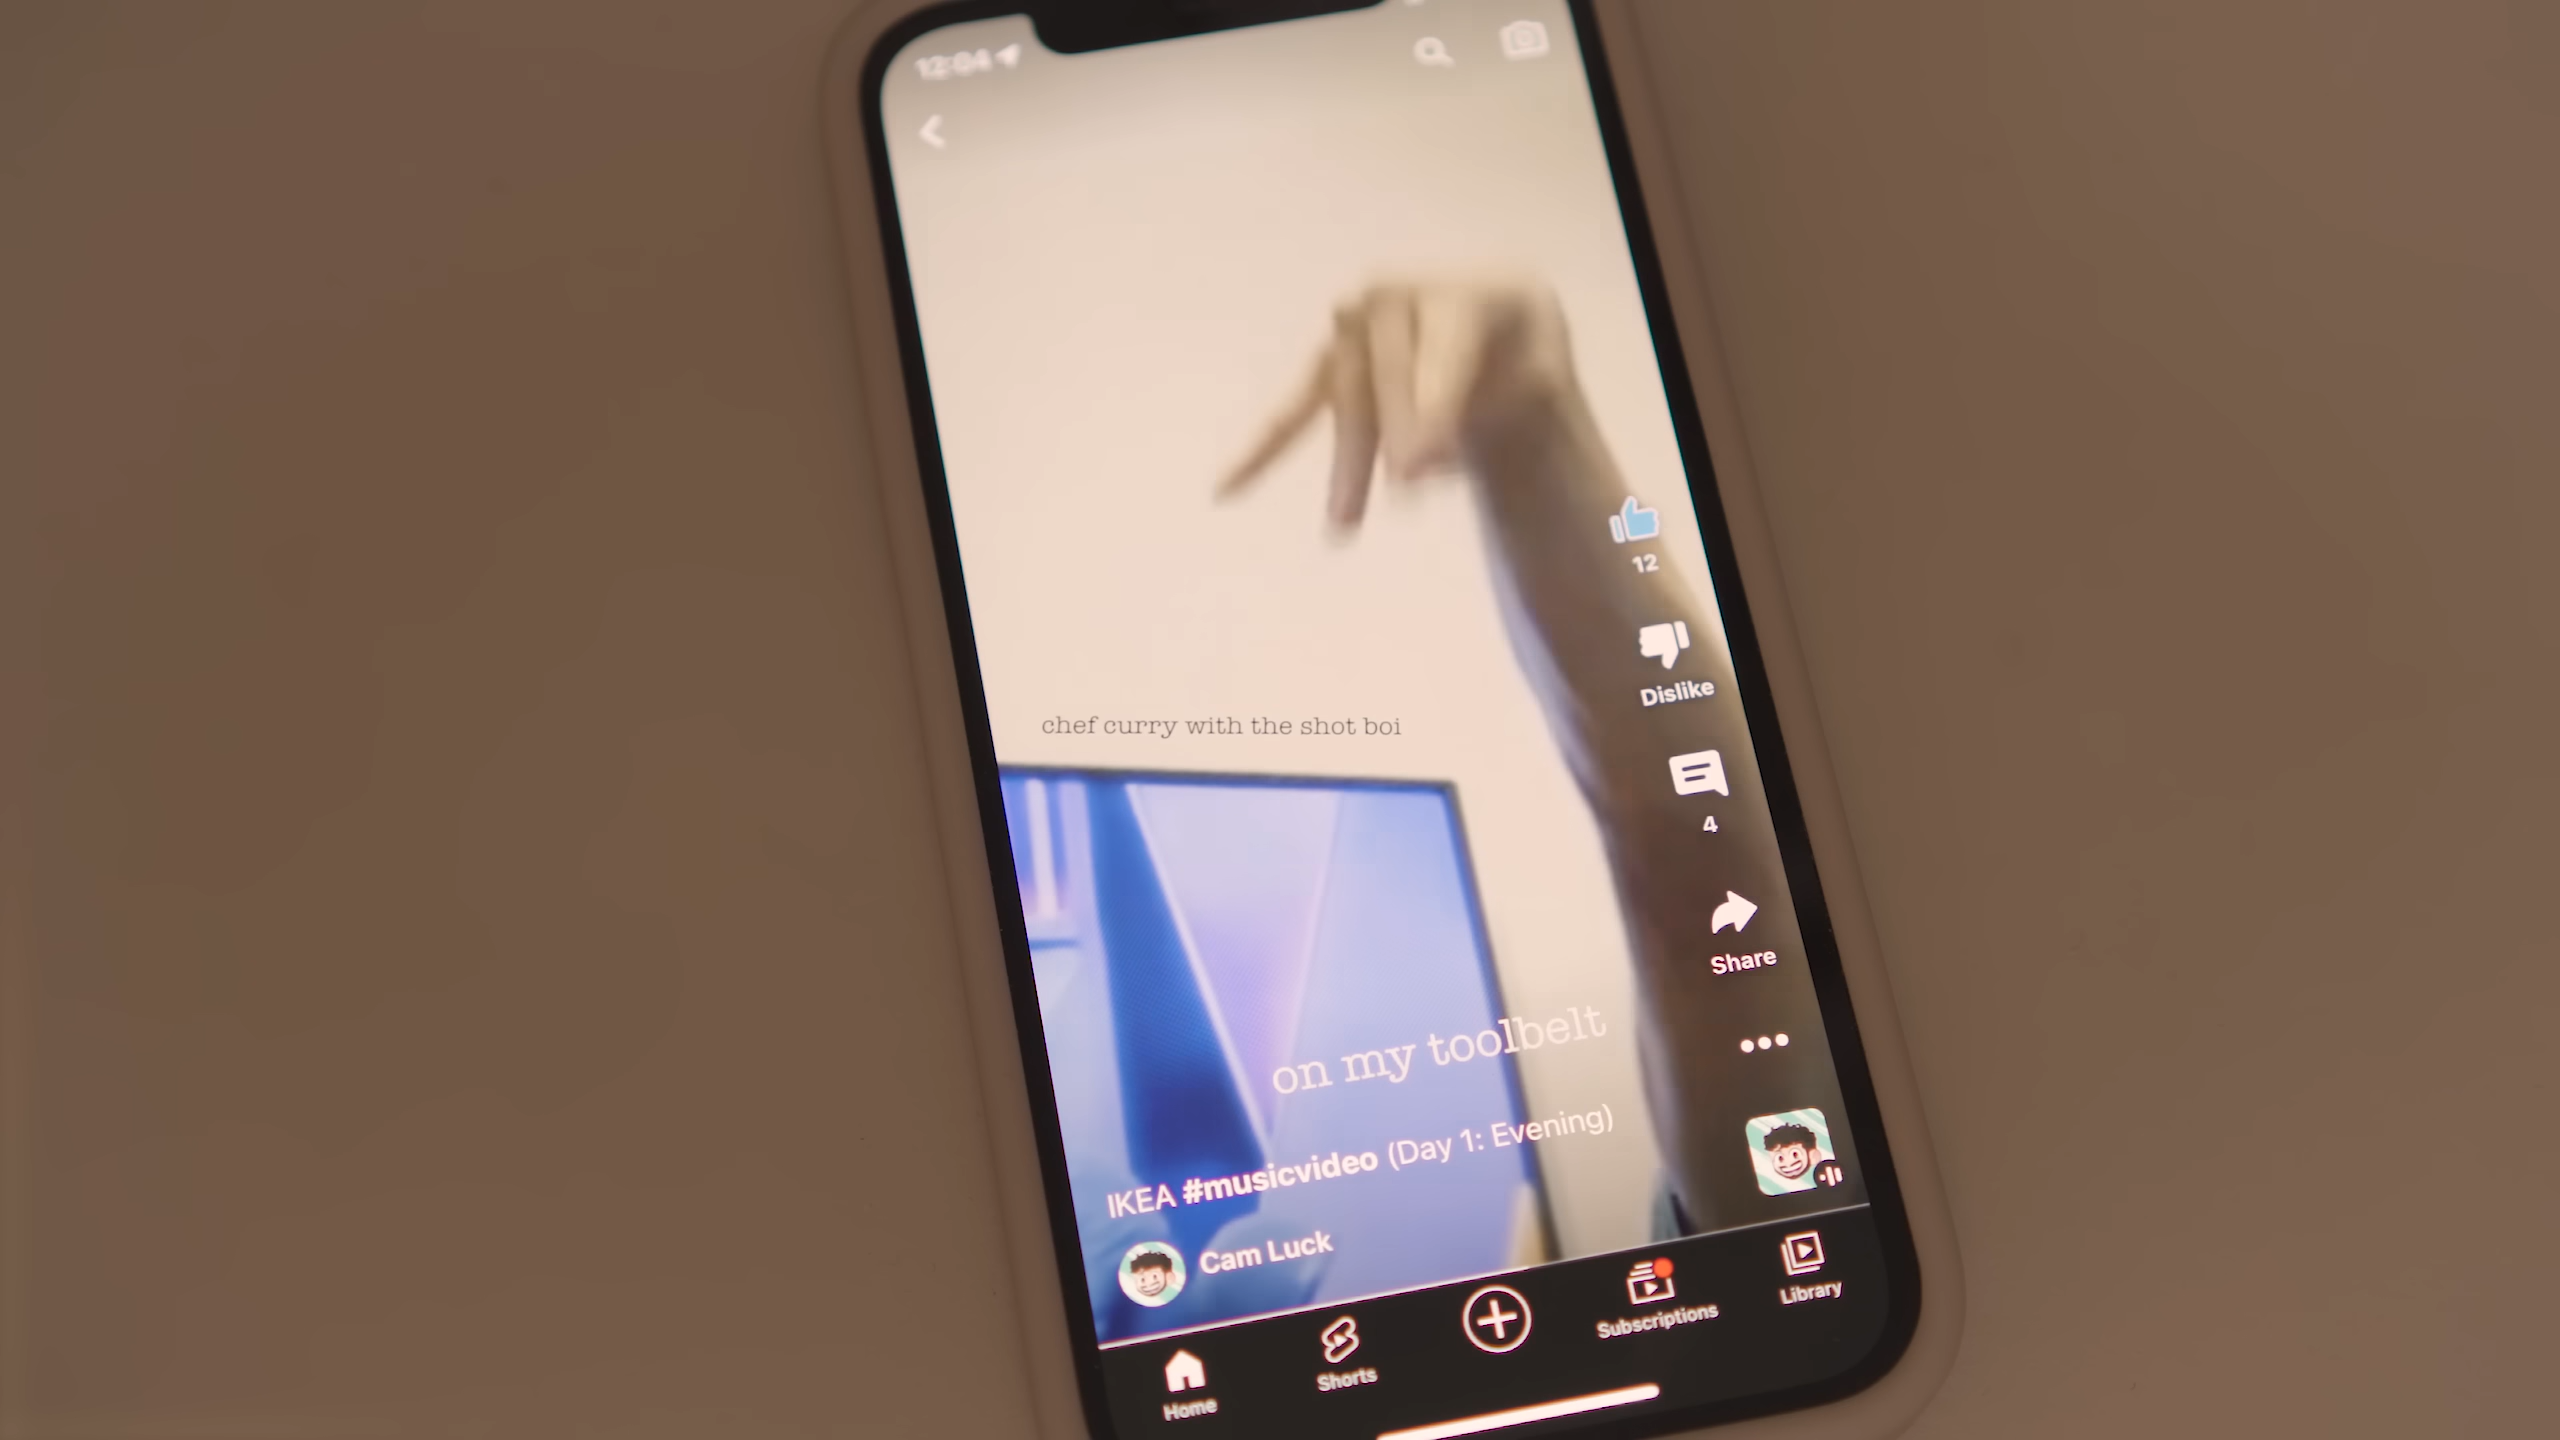 12:04
12
Dislike
chef curry with the shot boi
4
Share
on my toolbelt
IKEA #musicvideo (Day 1: Evening)
Cam Luck
Home
Shorts
Subscriptions
Library